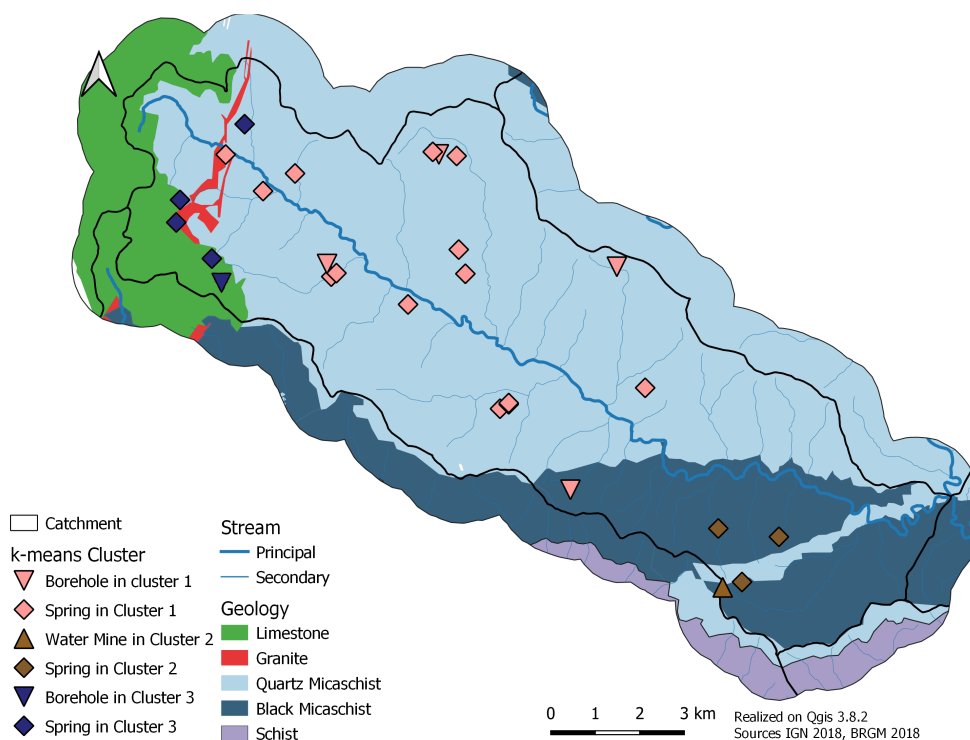 Catchment
k-means Cluster
Borehole in cluster 1
Spring in Cluster 1
Water Mine in Cluster 2
Spring in Cluster 2
Borehole in Cluster 3
Spring in Cluster 3
Stream
Principal
Secondary
Geology
Limestone
Granite
Quartz Micaschist
Black Micaschist
Schist
0 1 2 3 km
Realized on Qgis 3.8.2
Sources IGN 2018, BRGM 2018